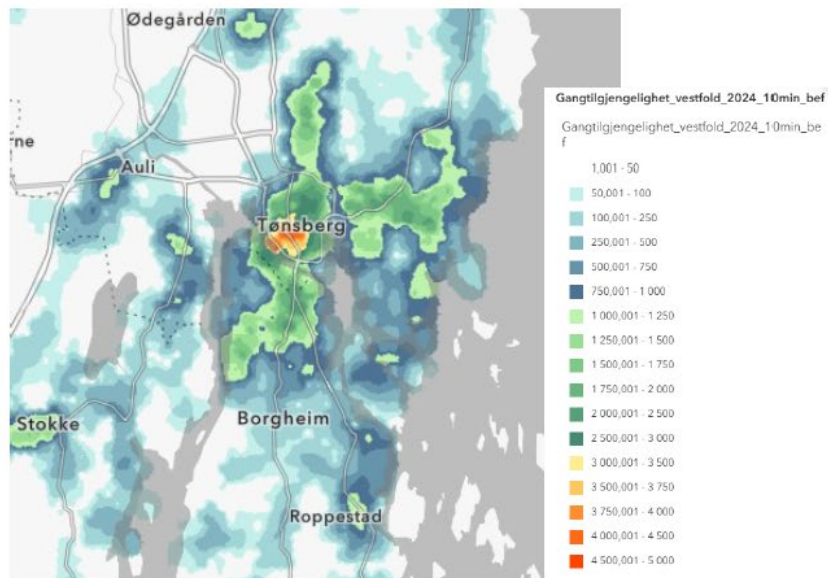 Ødegården
rne
Auli
Tønsberg
Stokke
Borgheim
Roppestad
Gangtilgjengelighet_vestfold_2024_10min_bef
Gangtilgjengelighet_vestfold_2024_10min_be
f
1,001 - 50
50,001 - 100
100,001 - 250
250,001 - 500
500,001 - 750
750,001 - 1 000
1 000,001 - 1 250
1 250,001 - 1 500
1 500,001 - 1 750
1 750,001 - 2 000
2 000,001 - 2 500
2 500,001 - 3 000
3 000,001 - 3 500
3 500,001 - 3 750
3 750,001 - 4 000
4 000,001 - 4 500
4 500,001 - 5 000